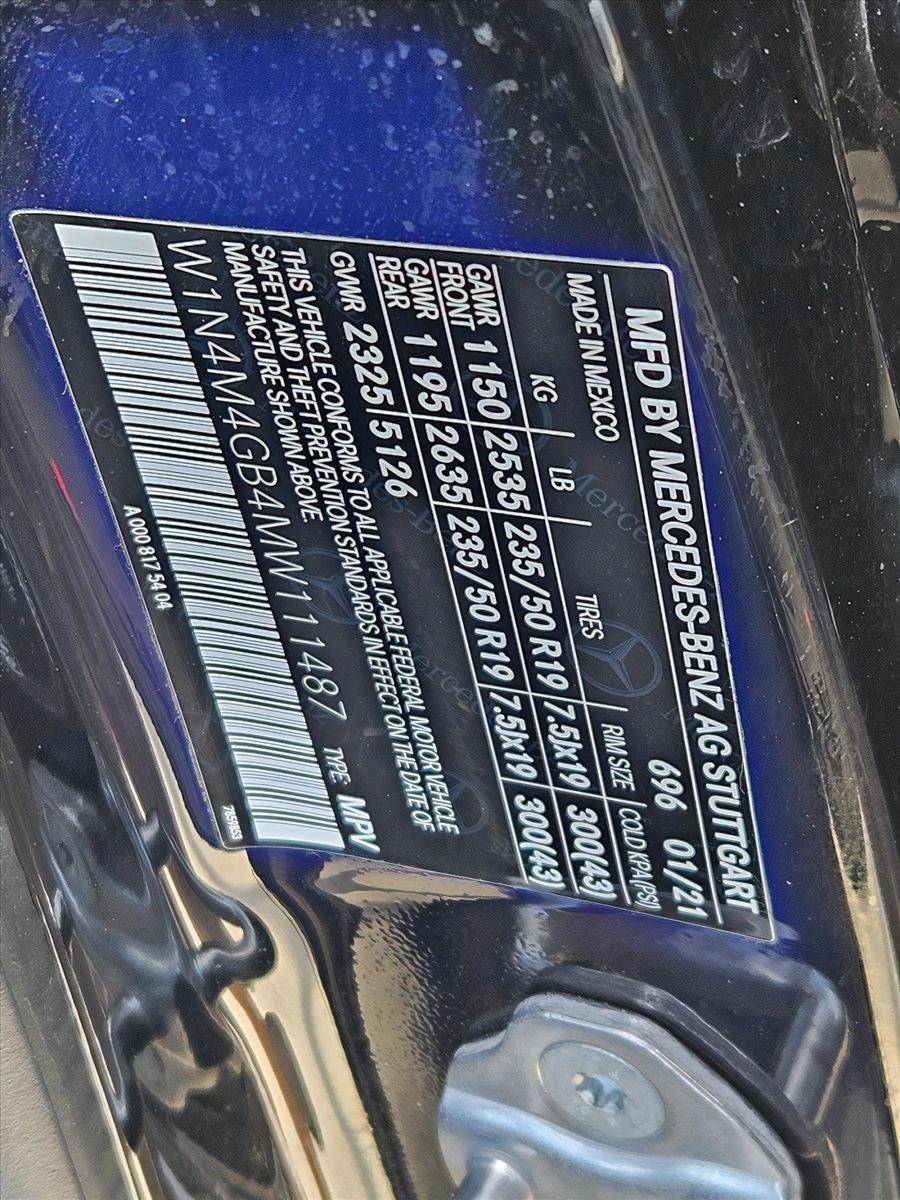 MFD BY MERCEDES-BENZ AG STUTTGART
MADE IN MEXICO 696 01/21
KG LB TIRES RIM SIZE COLD KPA(PSI)
GAWR FRONT 1150 2535 235/50 R19 7.5Jx19 300(43)
GAWR REAR 1195 2635 235/50 R19 7.5Jx19 300(43)
GVWR 2325 5126
THIS VEHICLE CONFORMS TO ALL APPLICABLE FEDERAL MOTOR VEHICLE
SAFETY AND THEFT PREVENTION STANDARDS IN EFFECT ON THE DATE OF
MANUFACTURE SHOWN ABOVE.
W1N4M4GB4MW111487 TYPE: MPV
A 000 817 54 04